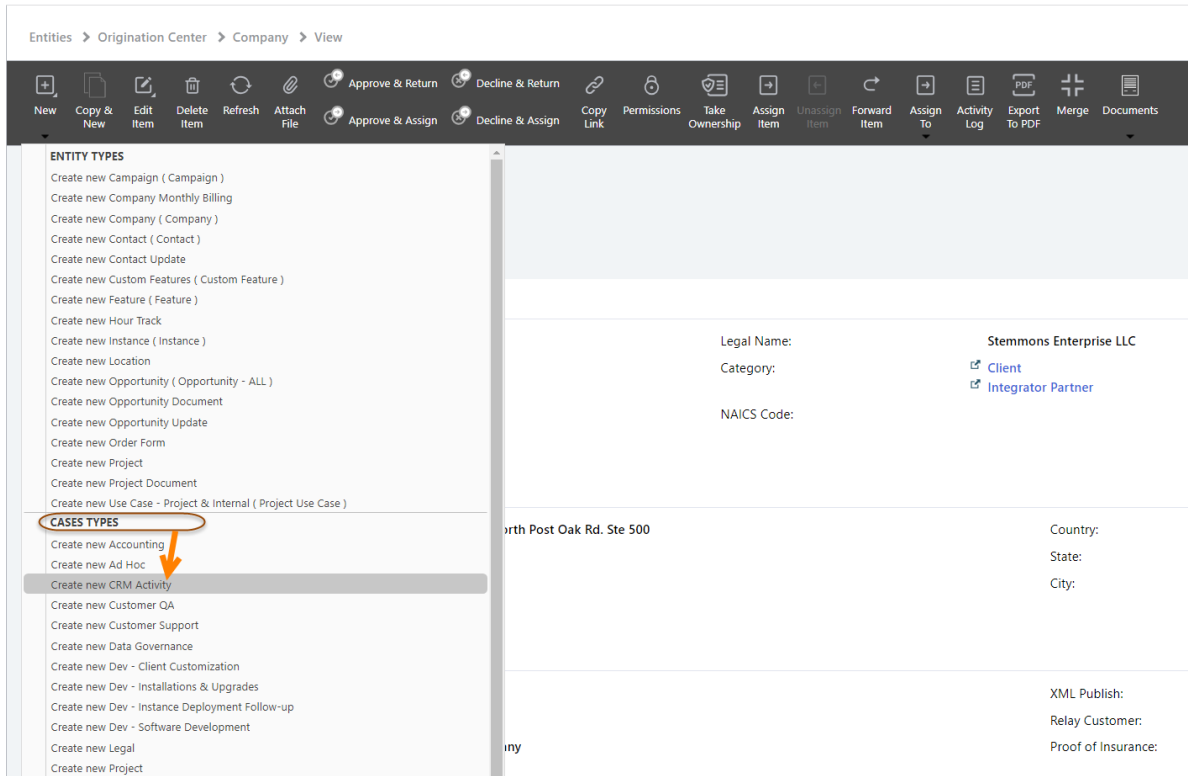 Entities > Origination Center > Company > View
New
Copy & New
Edit Item
Delete Item
Refresh
Attach File
Approve & Return
Approve & Assign
Decline & Return
Decline & Assign
Copy Link
Permissions
Take Ownership
Assign Item
Unassign Item
Forward Item
Assign To
Activity Log
PDF
Export To PDF
Merge
Documents
ENTITY TYPES
Create new Campaign ( Campaign )
Create new Company Monthly Billing
Create new Company ( Company )
Create new Contact ( Contact )
Create new Contact Update
Create new Custom Features ( Custom Feature )
Create new Feature ( Feature )
Create new Hour Track
Create new Instance ( Instance )
Create new Location
Create new Opportunity ( Opportunity - ALL )
Create new Opportunity Document
Create new Opportunity Update
Create new Order Form
Create new Project
Create new Project Document
Create new Use Case - Project & Internal ( Project Use Case )
CASES TYPES
Create new Accounting
Create new Ad Hoc
Create new CRM Activity
Create new Customer QA
Create new Customer Support
Create new Data Governance
Create new Dev - Client Customization
Create new Dev - Installations & Upgrades
Create new Dev - Instance Deployment Follow-up
Create new Dev - Software Development
Create new Legal
Create new Project
Legal Name: Stemmons Enterprise LLC
Category: Client
Integrator Partner
NAICS Code:
orth Post Oak Rd. Ste 500
Country:
State:
City:
XML Publish:
Relay Customer:
any
Proof of Insurance: